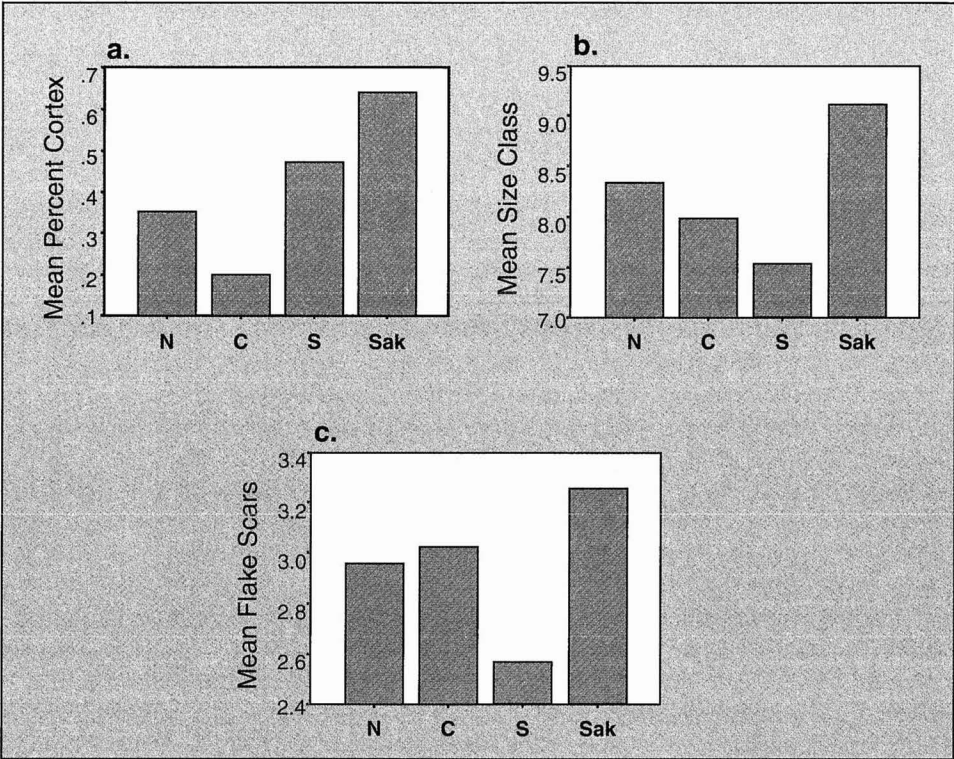 a.
Mean Percent Cortex
.7
.6
.5
.4
.3
.2
.1
N C S Sak
b.
Mean Size Class
9.5
9.0
8.5
8.0
7.5
7.0
N C S Sak
c.
Mean Flake Scars
3.4
3.2
3.0
2.8
2.6
2.4
N C S Sak